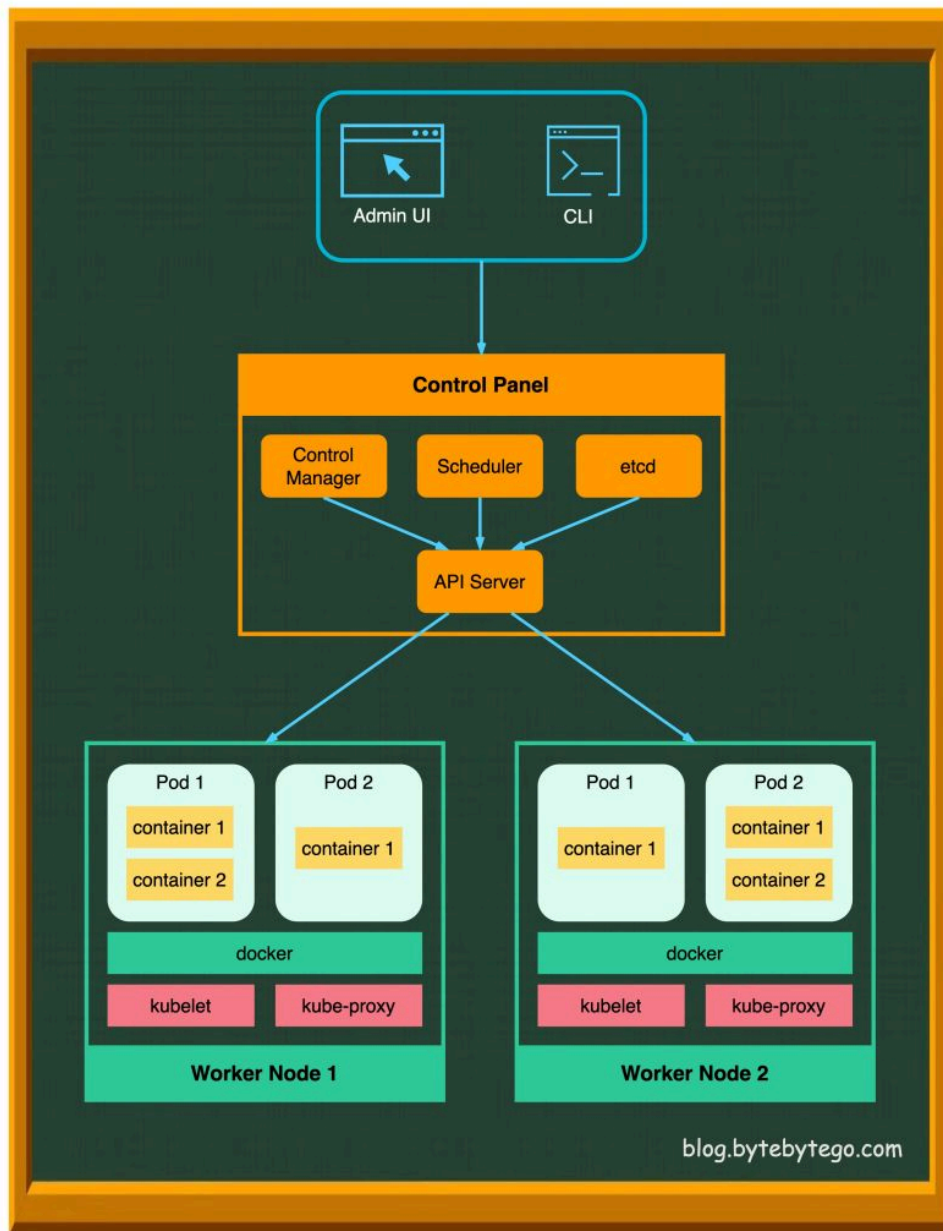 Admin UI
CLI
Control Panel
Control
Manager
Scheduler
etcd
API Server
Pod 1
container 1
container 2
Pod 2
container 1
docker
kubelet
kube-proxy
Worker Node 1
Pod 1
container 1
Pod 2
container 1
container 2
docker
kubelet
kube-proxy
Worker Node 2
blog.bytebytego.com